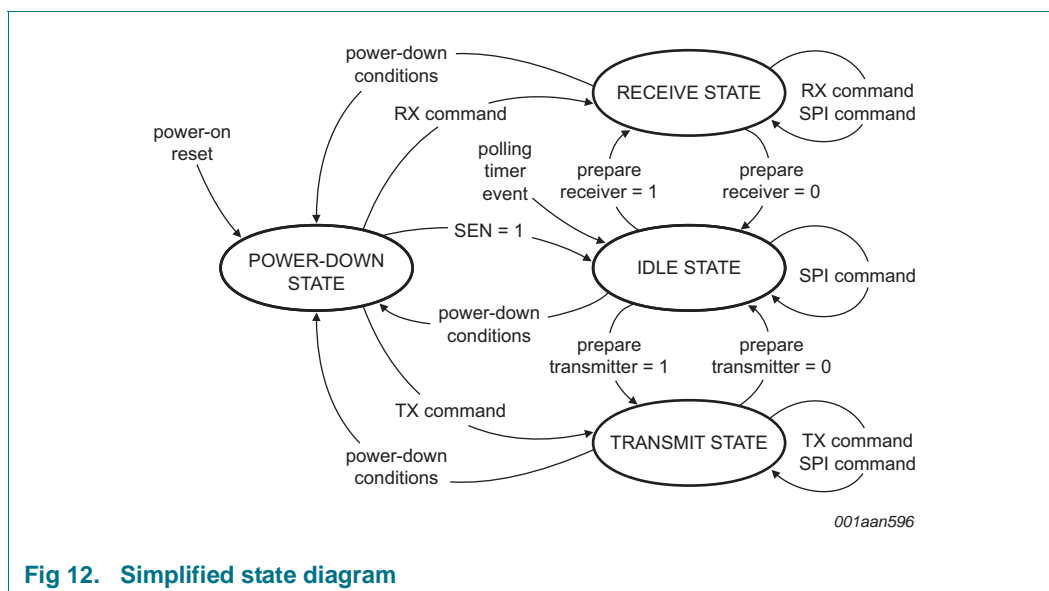 power-down
conditions
RECEIVE STATE
RX command
SPI command
RX command
power-on
reset
polling
timer
event
prepare
receiver = 1
prepare
receiver = 0
SEN = 1
POWER-DOWN
STATE
IDLE STATE
SPI command
power-down
conditions
prepare
transmitter = 1
prepare
transmitter = 0
TX command
TRANSMIT STATE
TX command
SPI command
power-down
conditions
001aan596
Fig 12. Simplified state diagram